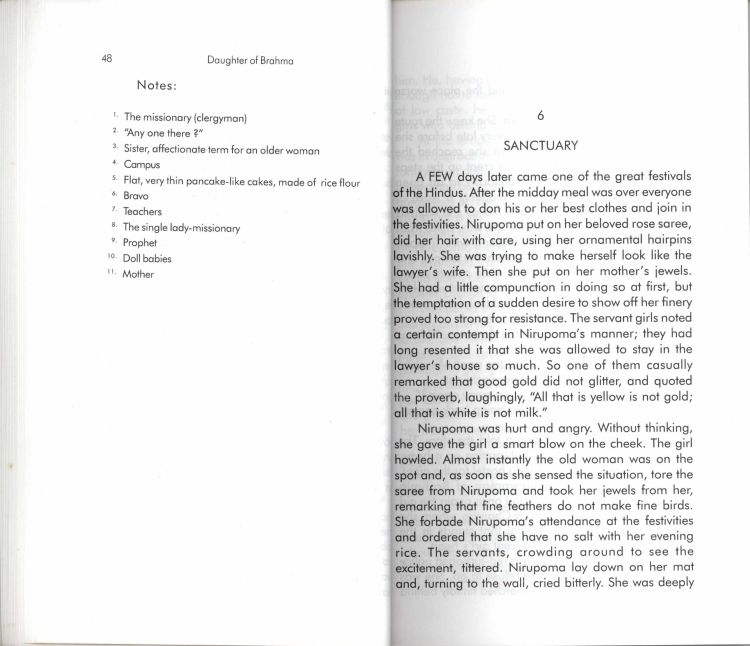 48
Daughter of Brahma
Notes:
1. The missionary (clergyman)
2. "Any one there ?"
3. Sister, affectionate term for an older woman
4. Campus
5. Flat, very thin pancake-like cakes, made of rice flour
6. Bravo
7. Teachers
8. The single lady-missionary
9. Prophet
10. Doll babies
11. Mother
6
SANCTUARY
A FEW days later came one of the great festivals
of the Hindus. After the midday meal was over everyone
was allowed to don his or her best clothes and join in
the festivities. Nirupoma put on her beloved rose saree,
did her hair with care, using her ornamental hairpins
lavishly. She was trying to make herself look like the
lawyer's wife. Then she put on her mother's jewels.
She had a little compunction in doing so at first, but
the temptation of a sudden desire to show off her finery
proved too strong for resistance. The servant girls noted
a certain contempt in Nirupoma's manner; they had
long resented it that she was allowed to stay in the
lawyer's house so much. So one of them casually
remarked that good gold did not glitter, and quoted
the proverb, laughingly, "All that is yellow is not gold;
all that is white is not milk."
Nirupoma was hurt and angry. Without thinking,
she gave the girl a smart blow on the cheek. The girl
howled. Almost instantly the old woman was on the
spot and, as soon as she sensed the situation, tore the
saree from Nirupoma and took her jewels from her,
remarking that fine feathers do not make fine birds.
She forbade Nirupoma's attendance at the festivities
and ordered that she have no salt with her evening
rice. The servants, crowding around to see the
excitement, tittered. Nirupoma lay down on her mat
and, turning to the wall, cried bitterly. She was deeply